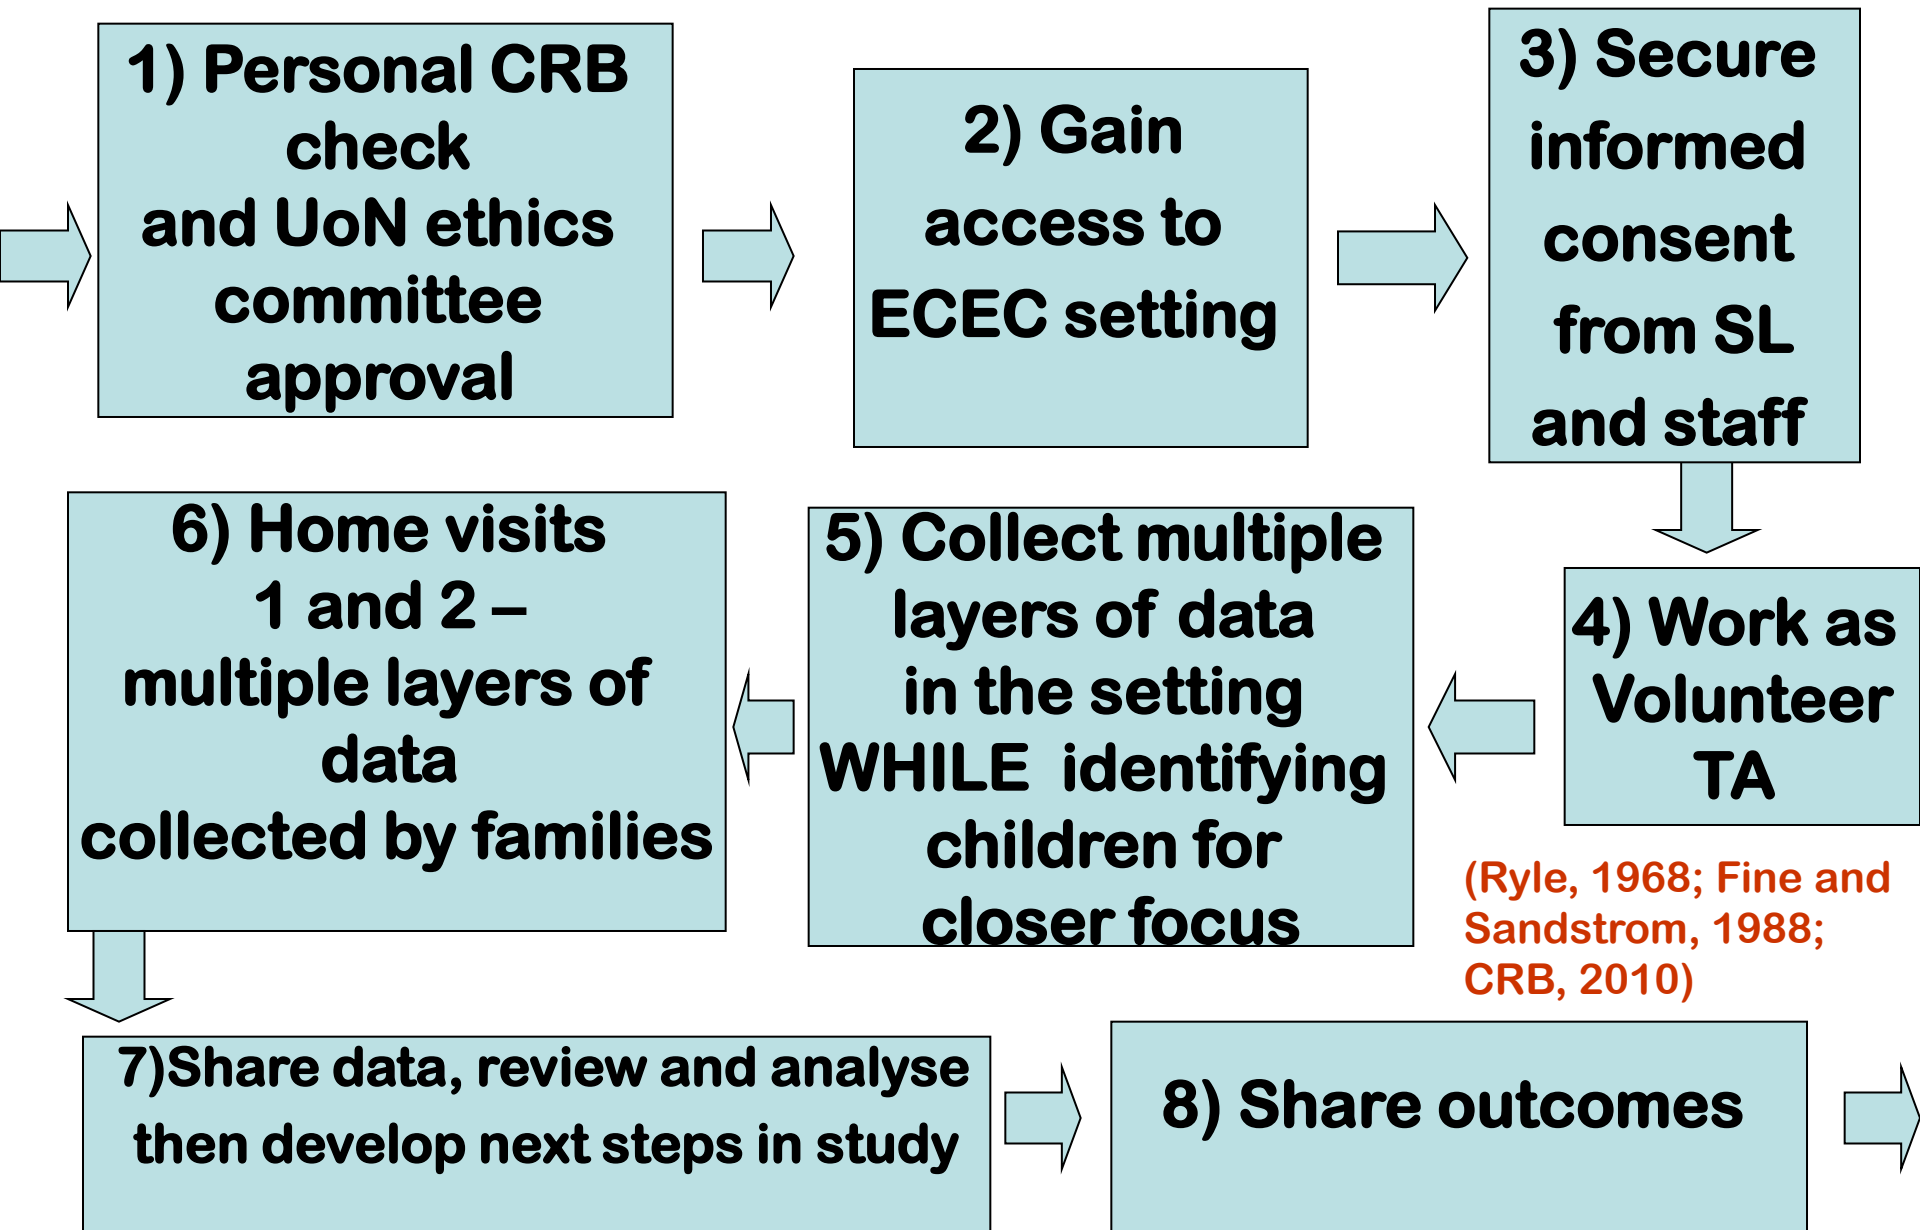 1) Personal CRB
check
and UoN ethics
committee
approval
2) Gain
access to
ECEC setting
3) Secure
informed
consent
from SL
and staff
4) Work as
Volunteer
TA
(Ryle, 1968; Fine and
Sandstrom, 1988;
CRB, 2010)
5) Collect multiple
layers of data
in the setting
WHILE identifying
children for
closer focus
6) Home visits
1 and 2 –
multiple layers of
data
collected by families
7)Share data, review and analyse
then develop next steps in study
8) Share outcomes